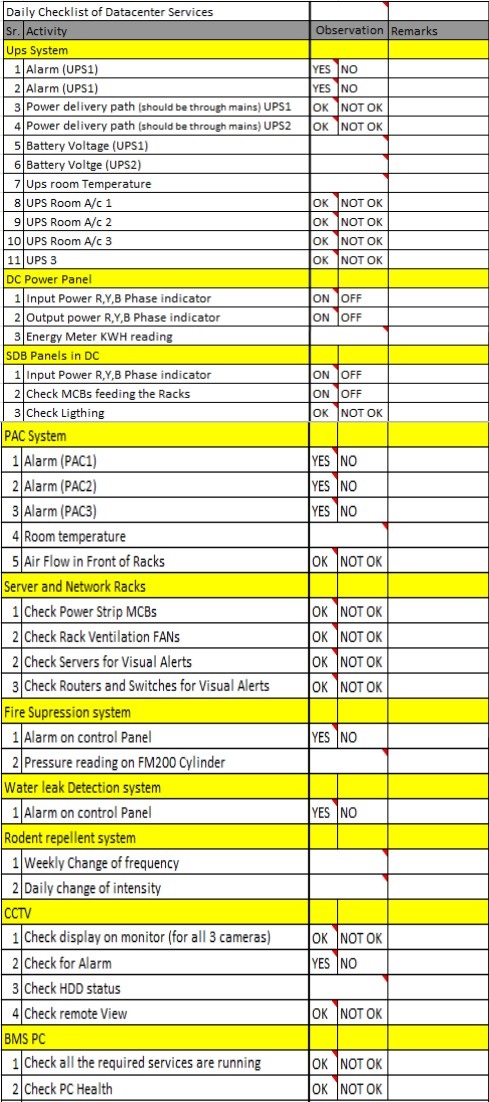 Daily Checklist of Datacenter Services
Sr. Activity Observation Remarks
Ups System
1 Alarm (UPS1) YES NO
2 Alarm (UPS1) YES NO
3 Power delivery path (should be through mains) UPS1 OK NOT OK
4 Power delivery path (should be through mains) UPS2 OK NOT OK
5 Battery Voltage (UPS1)
6 Battery Voltge (UPS2)
7 Ups room Temperature
8 UPS Room A/c 1 OK NOT OK
9 UPS Room A/c 2 OK NOT OK
10 UPS Room A/c 3 OK NOT OK
11 UPS 3 OK NOT OK
DC Power Panel
1 Input Power R,Y,B Phase indicator ON OFF
2 Output power R,Y,B Phase indicator ON OFF
3 Energy Meter KWH reading
SDB Panels in DC
1 Input Power R,Y,B Phase indicator ON OFF
2 Check MCBs feeding the Racks ON OFF
3 Check Ligthing OK NOT OK
PAC System
1 Alarm (PAC1) YES NO
2 Alarm (PAC2) YES NO
3 Alarm (PAC3) YES NO
4 Room temperature
5 Air Flow in Front of Racks OK NOT OK
Server and Network Racks
1 Check Power Strip MCBs OK NOT OK
2 Check Rack Ventilation FANs OK NOT OK
2 Check Servers for Visual Alerts OK NOT OK
3 Check Routers and Switches for Visual Alerts OK NOT OK
Fire Supression system
1 Alarm on control Panel YES NO
2 Pressure reading on FM200 Cylinder
Water leak Detection system
1 Alarm on control Panel YES NO
Rodent repellent system
1 Weekly Change of frequency
2 Daily change of intensity
CCTV
1 Check display on monitor (for all 3 cameras) OK NOT OK
2 Check for Alarm YES NO
3 Check HDD status
4 Check remote View OK NOT OK
BMS PC
1 Check all the required services are running OK NOT OK
2 Check PC Health OK NOT OK